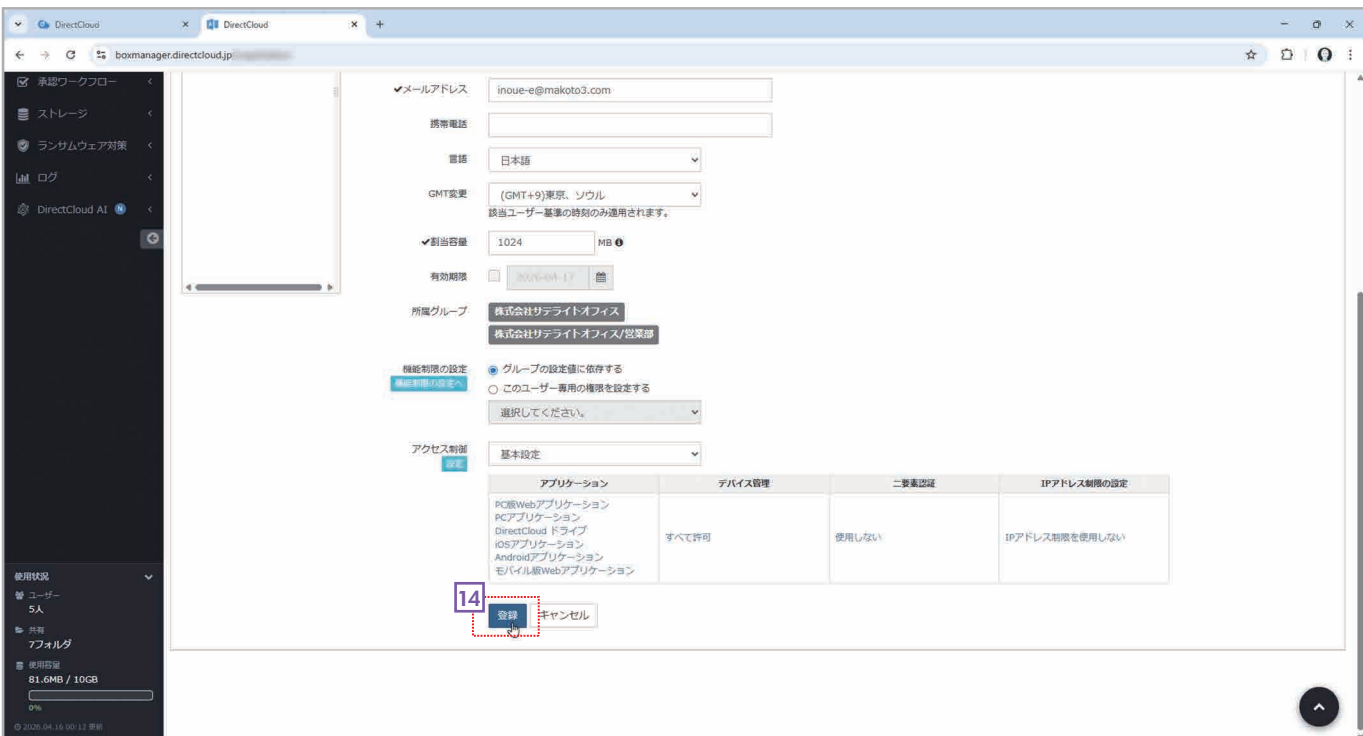 DirectCloud
DirectCloud
boxmanager.directcloud.jp
承認ワークフロー
ストレージ
ランサムウェア対策
ログ
DirectCloud AI N
✔メールアドレス
inoue-e@makoto3.com
携帯電話
言語
日本語
GMT変更
(GMT+9)東京、ソウル
該当ユーザー基準の時刻のみ適用されます。
✔割当容量
1024
MB
有効期限
2026-04-17
所属グループ
株式会社サテライトオフィス
株式会社サテライトオフィス/営業部
機能制限の設定
機能制限の設定へ
グループの設定値に依存する
このユーザー専用の権限を設定する
選択してください。
アクセス制御
設定
基本設定
アプリケーション デバイス管理 二要素認証 IPアドレス制限の設定
PC版Webアプリケーション
PCアプリケーション
DirectCloud ドライブ
iOSアプリケーション
Androidアプリケーション
モバイル版Webアプリケーション
すべて許可
使用しない
IPアドレス制限を使用しない
14
登録
キャンセル
使用状況
ユーザー
5人
共有
7フォルダ
使用容量
81.6MB / 10GB
0%
2026.04.16 00:12 更新